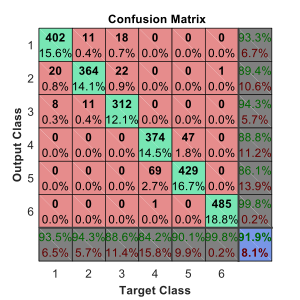 Confusion Matrix
1 402 11 18 0 0 0 93.3%
15.6% 0.4% 0.7% 0.0% 0.0% 0.0% 6.7%
2 20 364 22 0 0 1 89.4%
0.8% 14.1% 0.9% 0.0% 0.0% 0.0% 10.6%
3 8 11 312 0 0 0 94.3%
0.3% 0.4% 12.1% 0.0% 0.0% 0.0% 5.7%
4 0 0 0 374 47 0 88.8%
0.0% 0.0% 0.0% 14.5% 1.8% 0.0% 11.2%
5 0 0 0 69 429 0 86.1%
0.0% 0.0% 0.0% 2.7% 16.7% 0.0% 13.9%
6 0 0 0 1 0 485 99.8%
0.0% 0.0% 0.0% 0.0% 0.0% 18.8% 0.2%
93.5% 94.3% 88.6% 84.2% 90.1% 99.8% 91.9%
6.5% 5.7% 11.4% 15.8% 9.9% 0.2% 8.1%
1 2 3 4 5 6
Target Class
Output Class